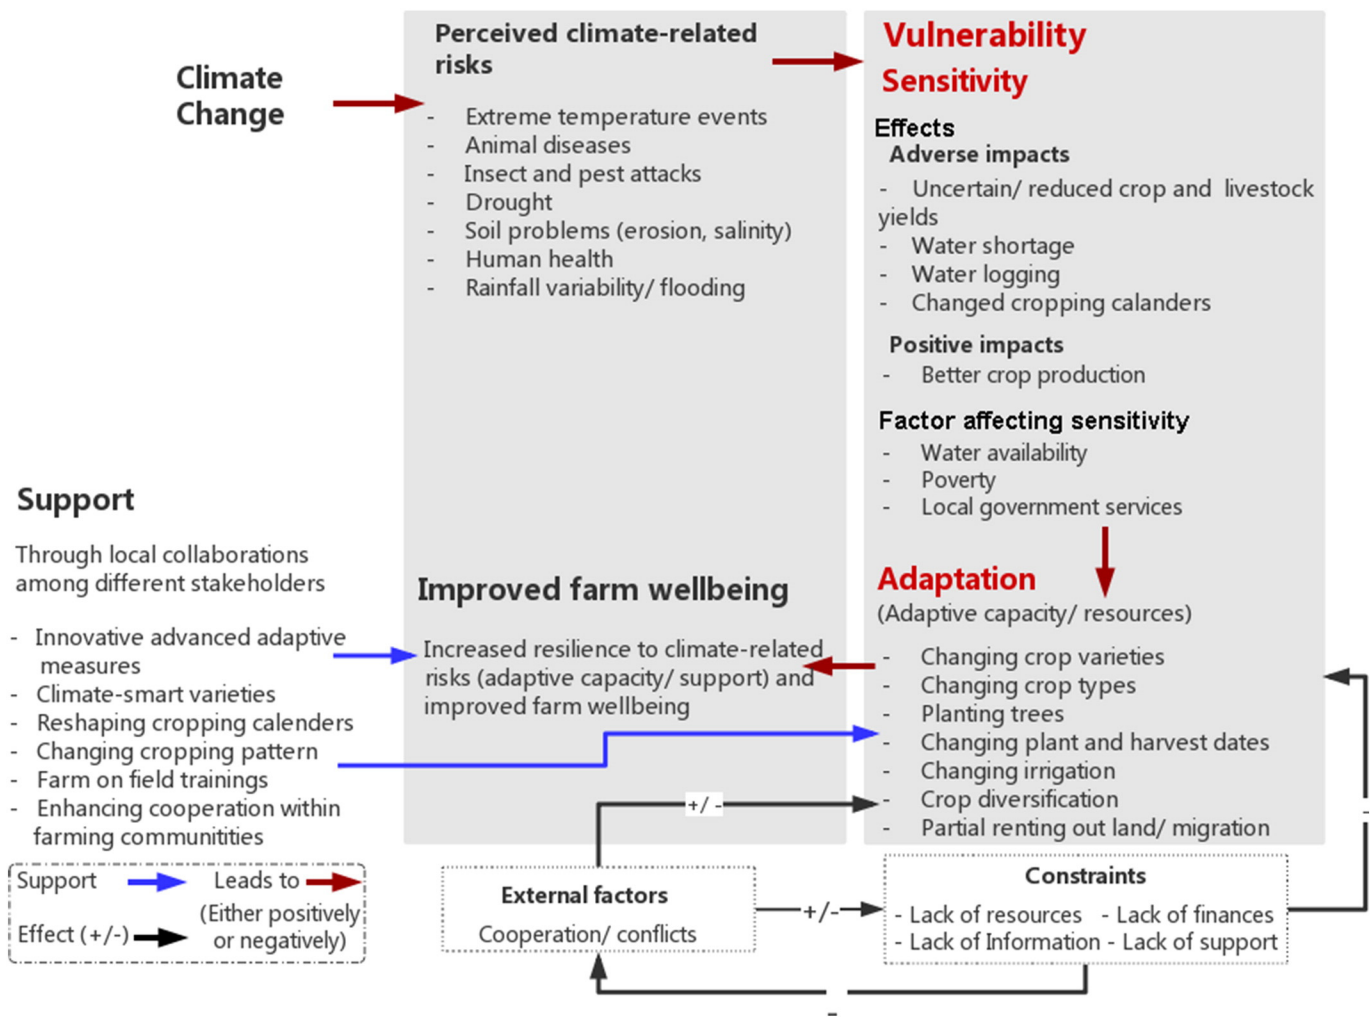 Climate
Change
Perceived climate-related
risks
- Extreme temperature events
- Animal diseases
- Insect and pest attacks
- Drought
- Soil problems (erosion, salinity)
- Human health
- Rainfall variability/ flooding
Vulnerability
Sensitivity
Effects
Adverse impacts
- Uncertain/ reduced crop and livestock
yields
- Water shortage
- Water logging
- Changed cropping calanders
Positive impacts
- Better crop production
Factor affecting sensitivity
- Water availability
- Poverty
- Local government services
Adaptation
(Adaptive capacity/ resources)
- Changing crop varieties
- Changing crop types
- Planting trees
- Changing plant and harvest dates
- Changing irrigation
- Crop diversification
- Partial renting out land/ migration
Improved farm wellbeing
Increased resilience to climate-related
risks (adaptive capacity/ support) and
improved farm wellbeing
Support
Through local collaborations
among different stakeholders
- Innovative advanced adaptive
measures
- Climate-smart varieties
- Reshaping cropping calenders
- Changing cropping pattern
- Farm on field trainings
- Enhancing cooperation within
farming communitities
Support
Leads to
(Either positively
or negatively)
Effect (+/-)
+/ -
External factors
Cooperation/ conflicts
+/-
Constraints
- Lack of resources - Lack of finances
- Lack of Information - Lack of support
-
-